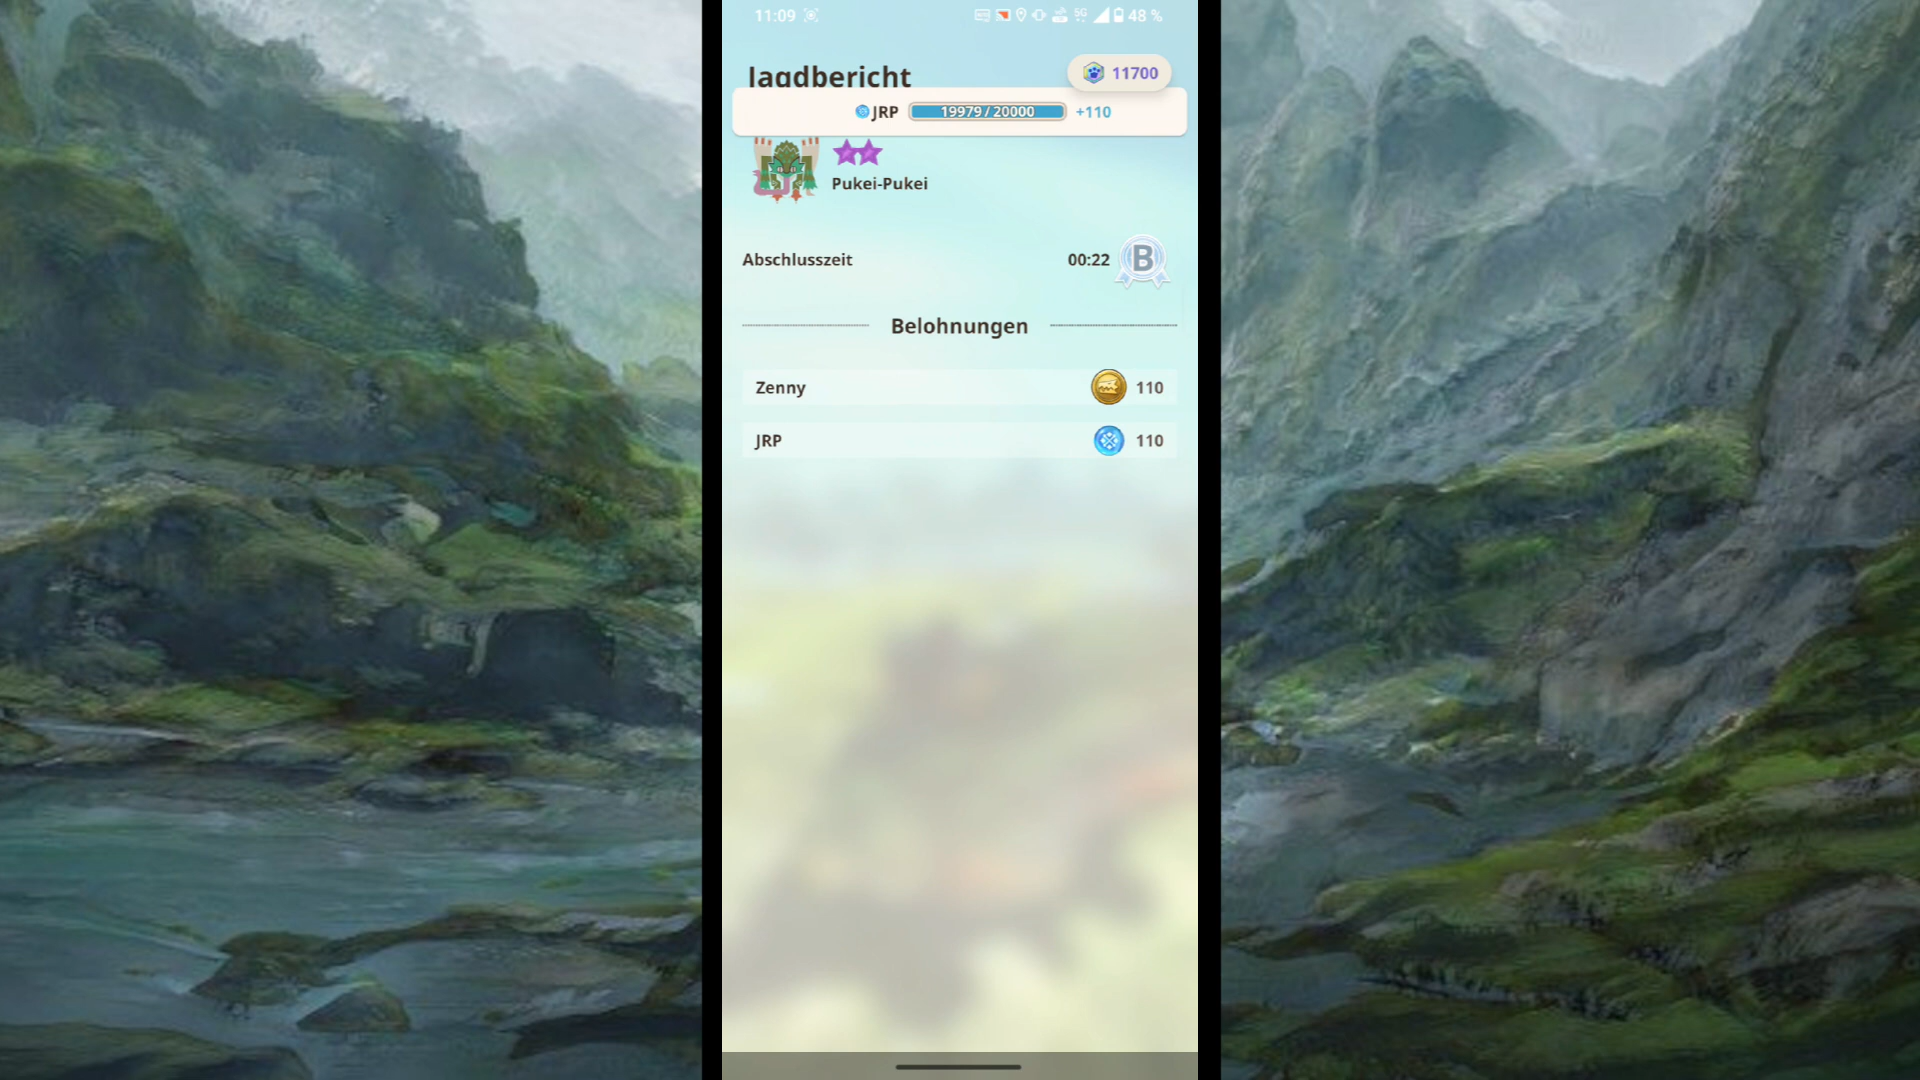 11:09 5G 48 %
Jagdbericht
11700
JRP 19979 / 20000 +110
Pukei-Pukei
Abschlusszeit 00:22 B
Belohnungen
Zenny 110
JRP 110